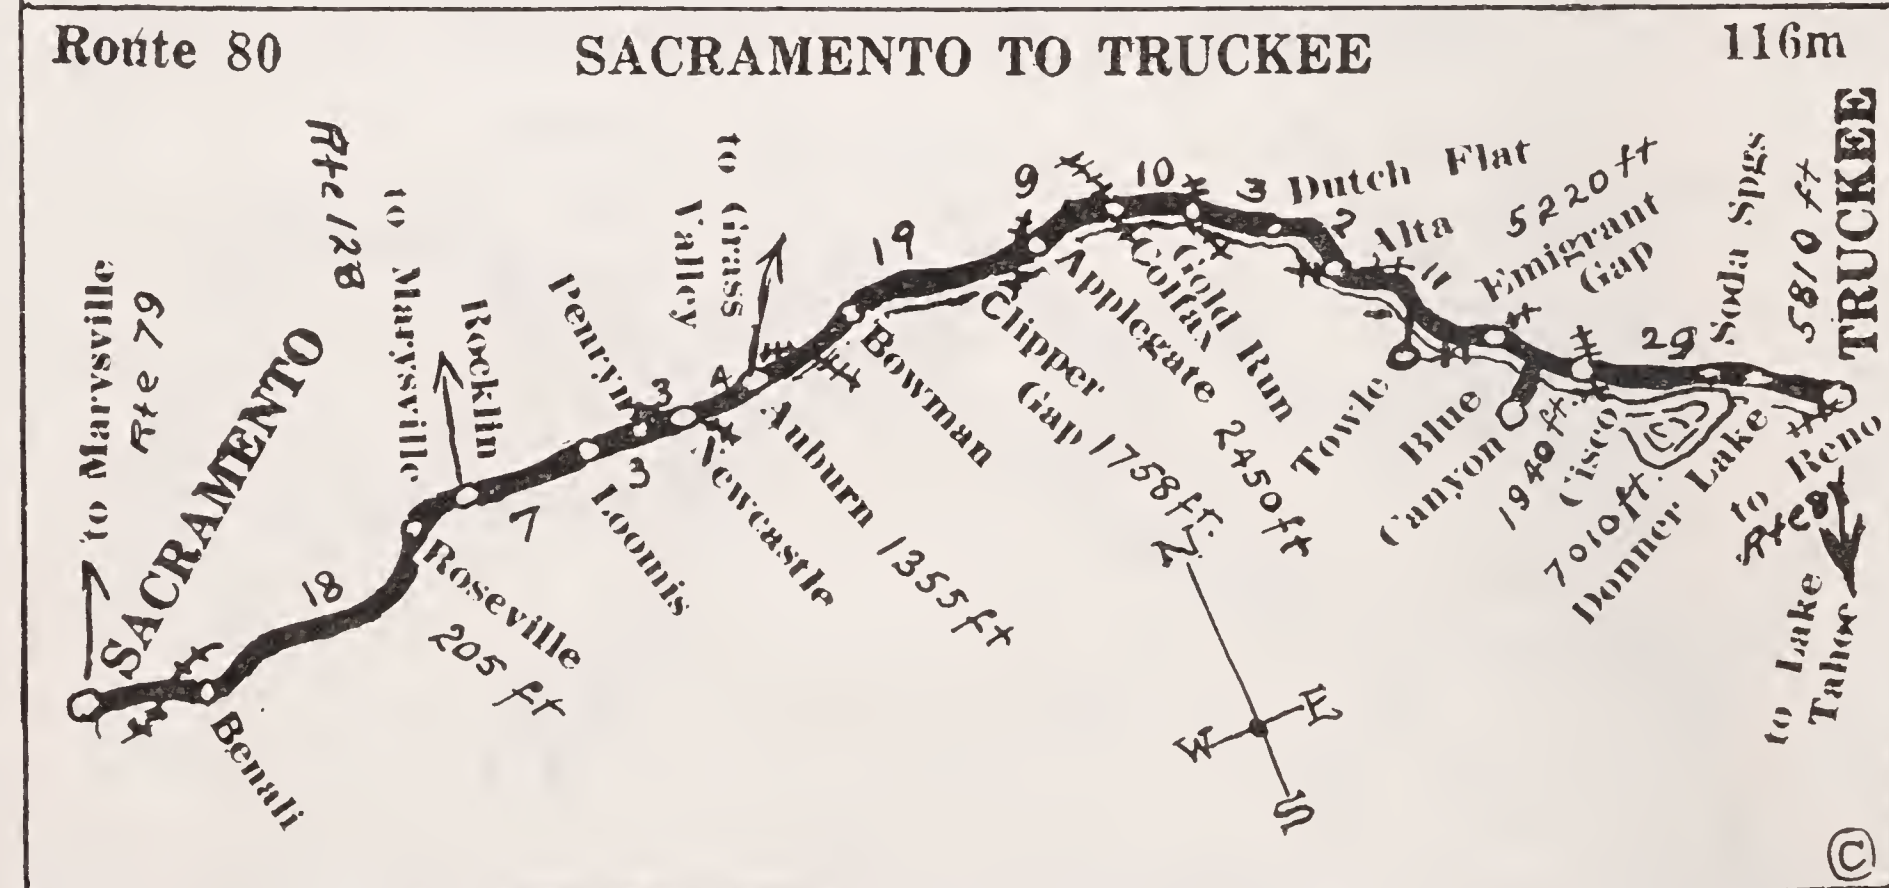 Route 80
SACRAMENTO TO TRUCKEE
116m
to Marysville
Rte 79
SACRAMENTO
Benali
18
Rte 128
to Marysville
Rocklin
Roseville
205 ft
7
Loomis
3
Penryn
3
Newcastle
4
to Grass
Valley
Auburn 1355 ft
Bowman
19
Clipper
Gap 1758 ft.
9
Applegate 2450 ft
Colfax
10
Gold Run
3
Dutch Flat
2
Alta
11
Towle
5220 ft
Emigrant
Gap
Blue
Canyon
1940 ft.
Cisco
29
Soda Spgs
7010 ft.
Donner Lake
5810 ft
TRUCKEE
to Reno
Rte 81
to Lake
Tahoe
N
W
E
S
©